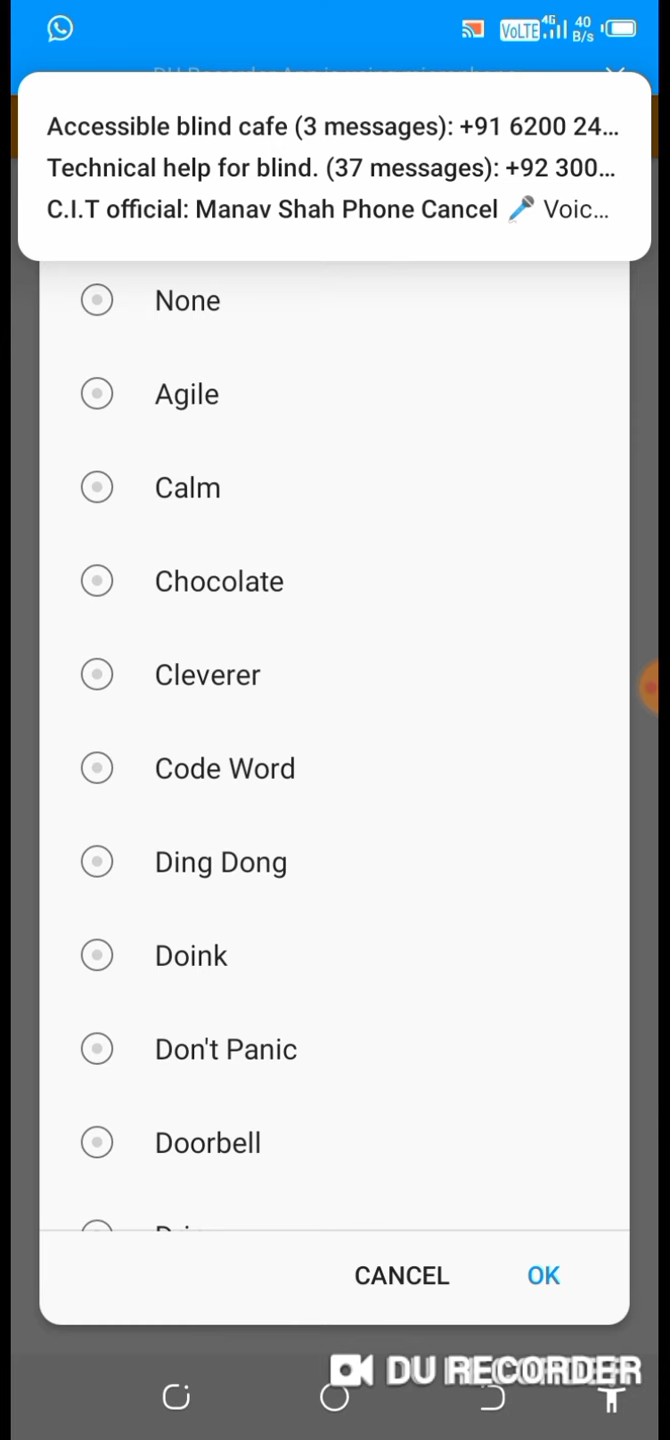 VoLTE 4G 40 B/s
Accessible blind cafe (3 messages): +91 6200 24...
Technical help for blind. (37 messages): +92 300...
C.I.T official: Manav Shah Phone Cancel 🎤 Voic...
None
Agile
Calm
Chocolate
Cleverer
Code Word
Ding Dong
Doink
Don't Panic
Doorbell
CANCEL OK
DU RECORDER